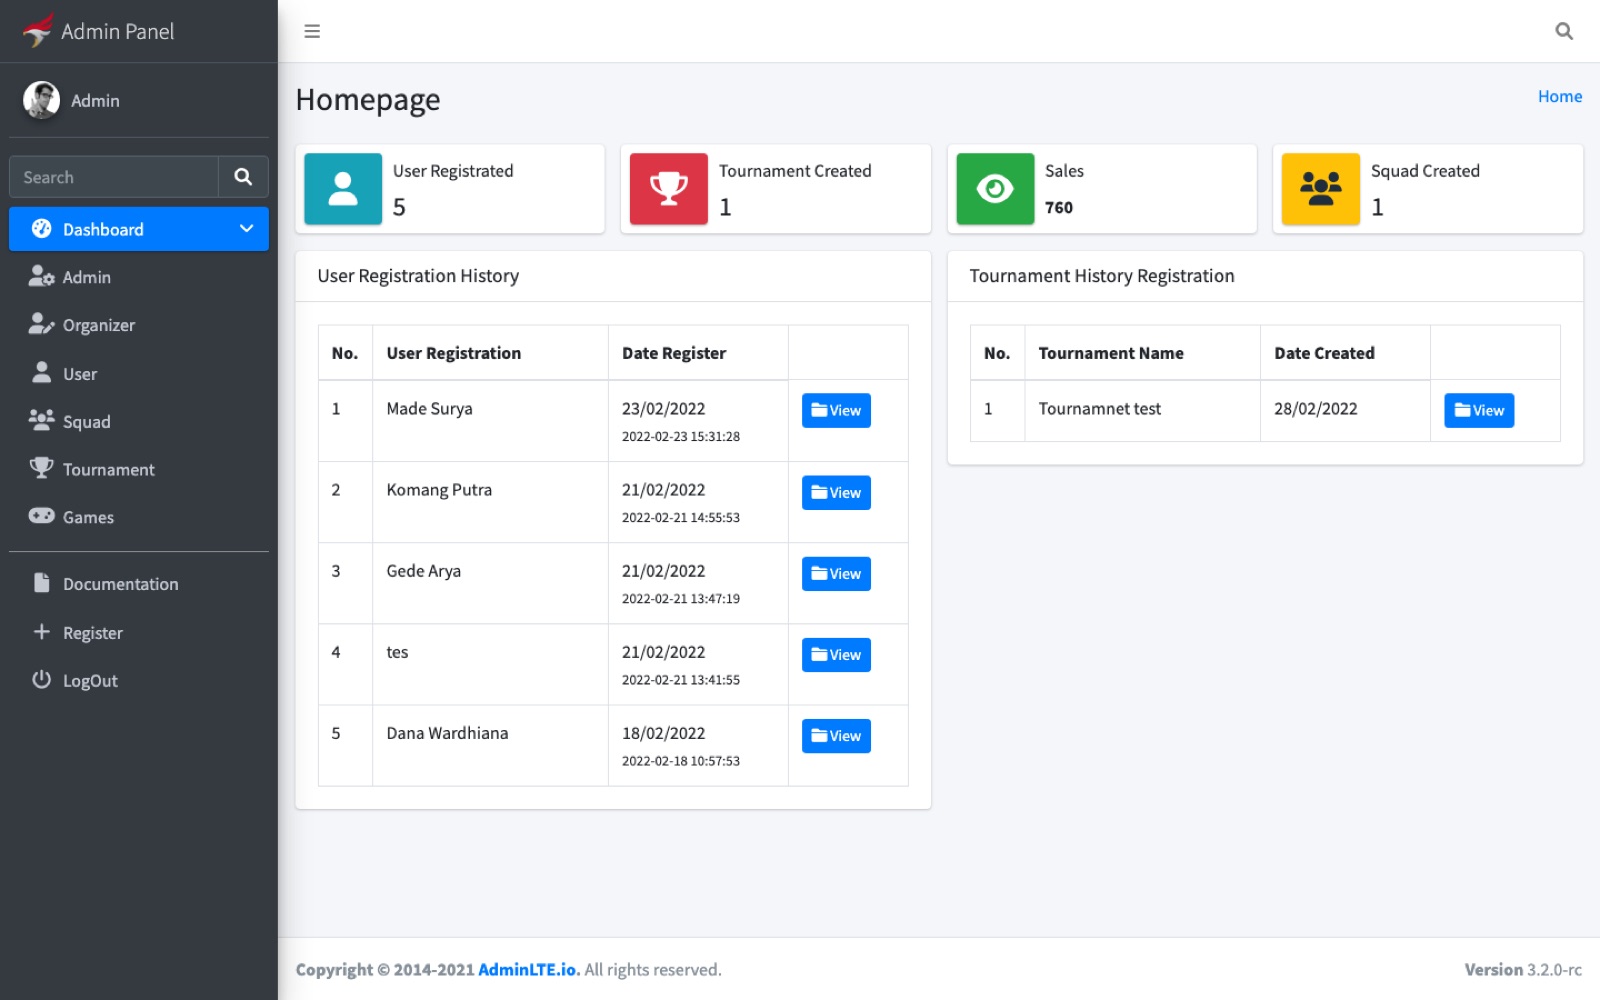 Admin Panel
Admin
Search
Dashboard
Admin
Organizer
User
Squad
Tournament
Games
Documentation
Register
LogOut
Homepage
Home
User Registrated
5
Tournament Created
1
Sales
760
Squad Created
1
User Registration History
No. User Registration Date Register
1 Made Surya 23/02/2022 View
2022-02-23 15:31:28
2 Komang Putra 21/02/2022 View
2022-02-21 14:55:53
3 Gede Arya 21/02/2022 View
2022-02-21 13:47:19
4 tes 21/02/2022 View
2022-02-21 13:41:55
5 Dana Wardhiana 18/02/2022 View
2022-02-18 10:57:53
Tournament History Registration
No. Tournament Name Date Created
1 Tournamnet test 28/02/2022 View
Copyright © 2014-2021 AdminLTE.io. All rights reserved.
Version 3.2.0-rc